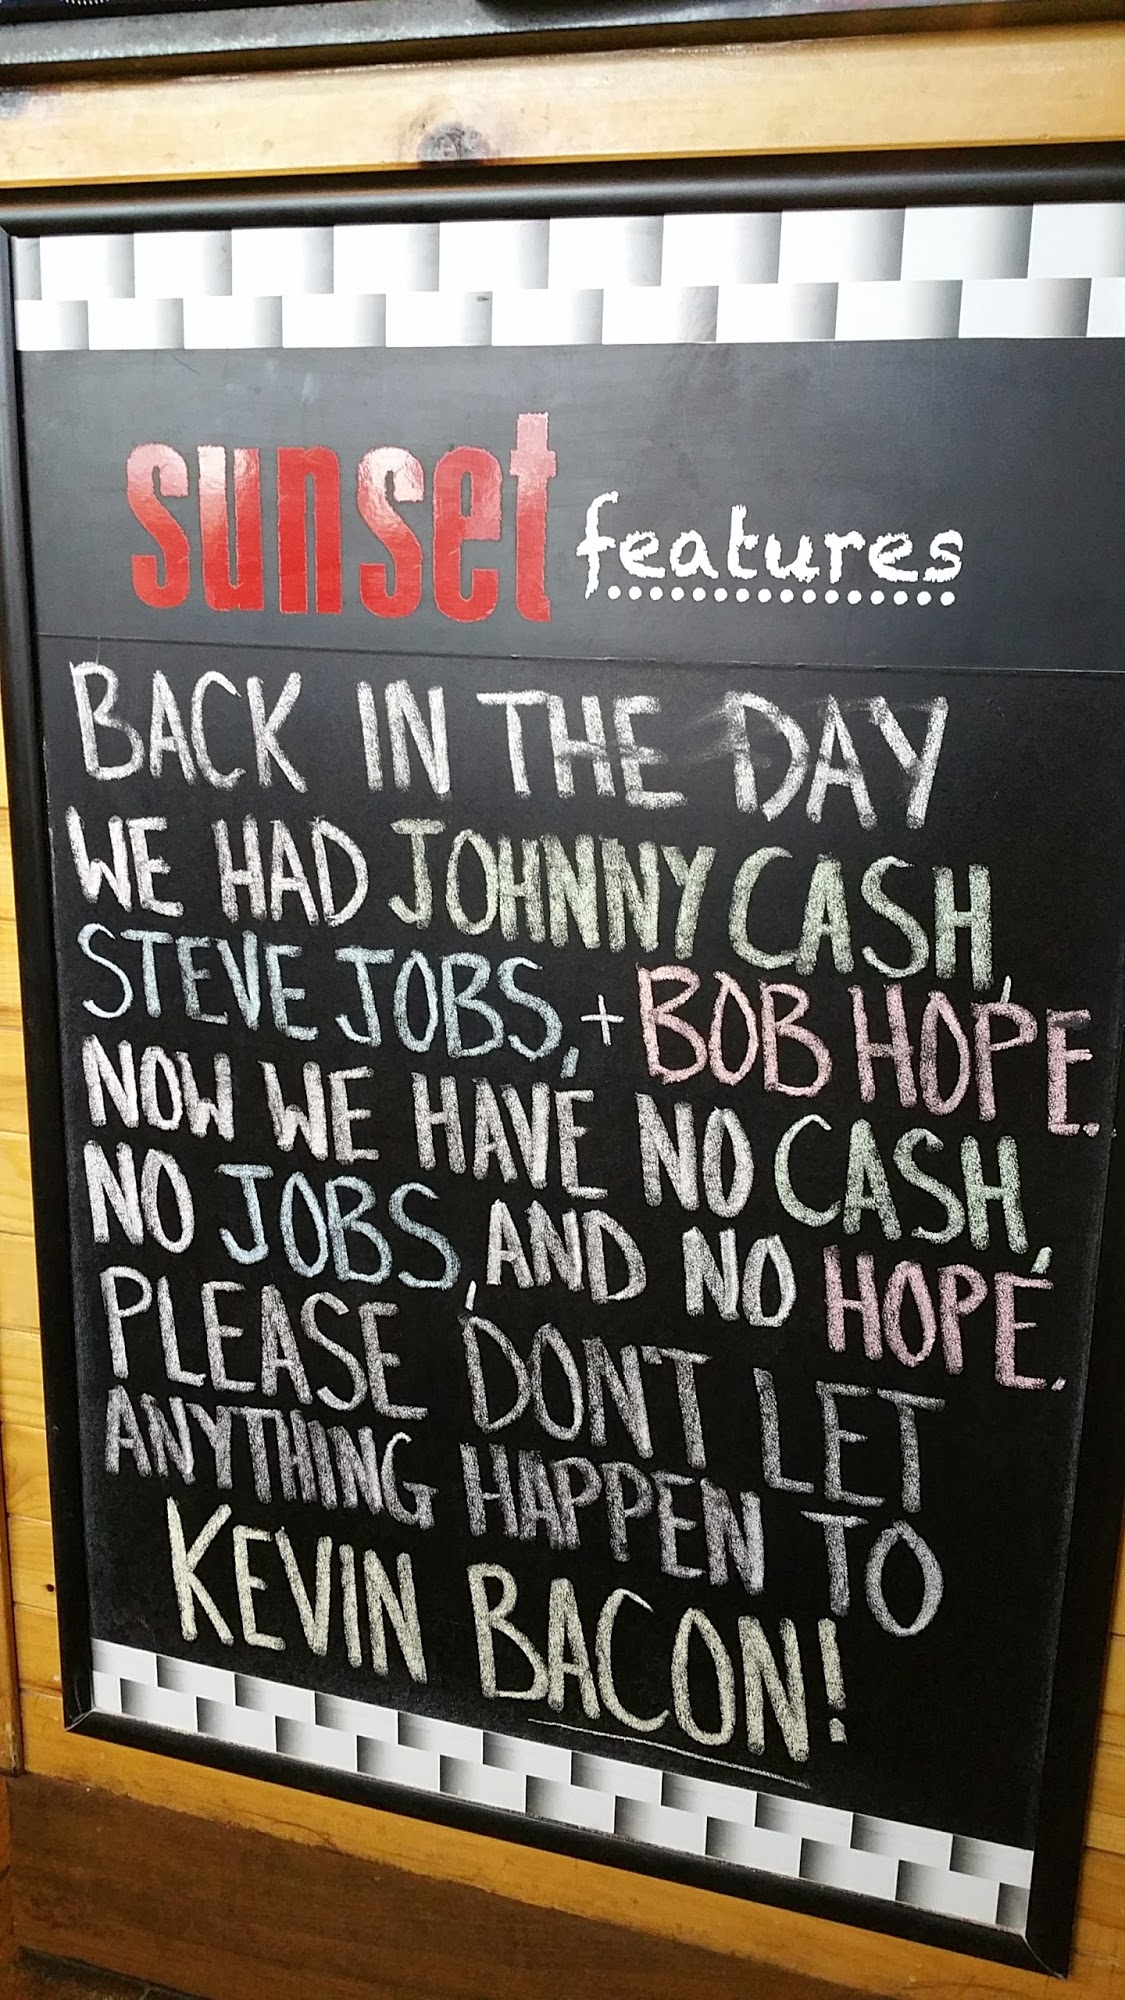 sunset features
BACK IN THE DAY
WE HAD JOHNNY CASH,
STEVE JOBS, + BOB HOPE.
NOW WE HAVE NO CASH,
NO JOBS, AND NO HOPE.
PLEASE DON'T LET
ANYTHING HAPPEN TO
KEVIN BACON!